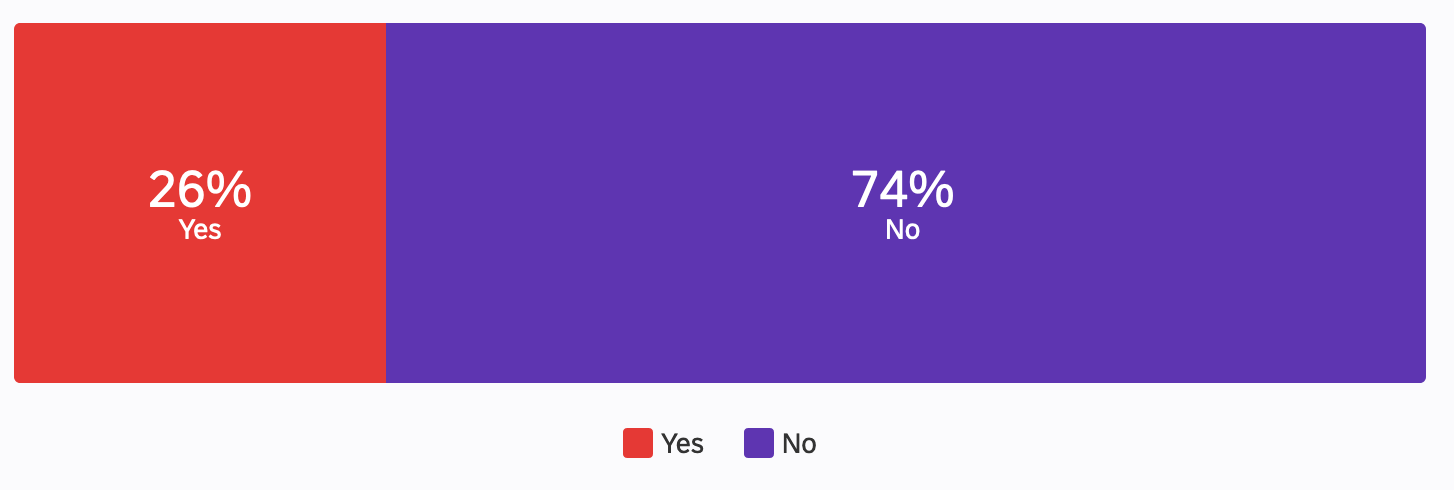 26%
Yes
74%
No
Yes
No